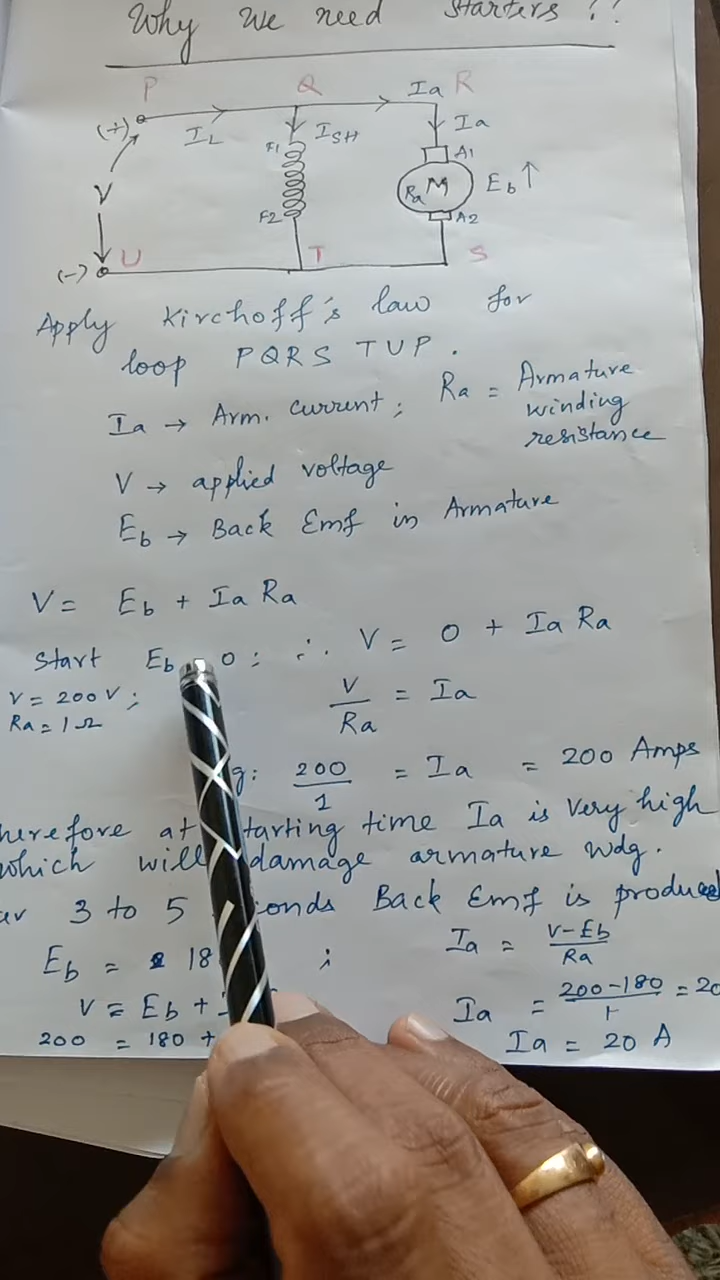 Why We need Starters ??
P Q Ia R
(+) IL ISH Ia
F1 A1
V Ra M Eb ↑
F2 A2
(-) U T S
Apply Kirchoff's law for
loop PQRS TUP.
Ia → Arm. Current; Ra = Armature
winding
resistance
V → applied voltage
Eb → Back Emf in Armature
V = Eb + Ia Ra
Start Eb 0; ∴ V = 0 + Ia Ra
V = 200 V;
Ra = 1 Ω
V/Ra = Ia
g: 200/1 = Ia = 200 Amps
herefore at tarting time Ia is Very high
which will damage armature wdg.
3 to 5 onds Back Emf is produced
Eb = 18 ; Ia = V-Eb/Ra
V = Eb + Ia = 200-180/1 = 20
200 = 180 + Ia = 20 A